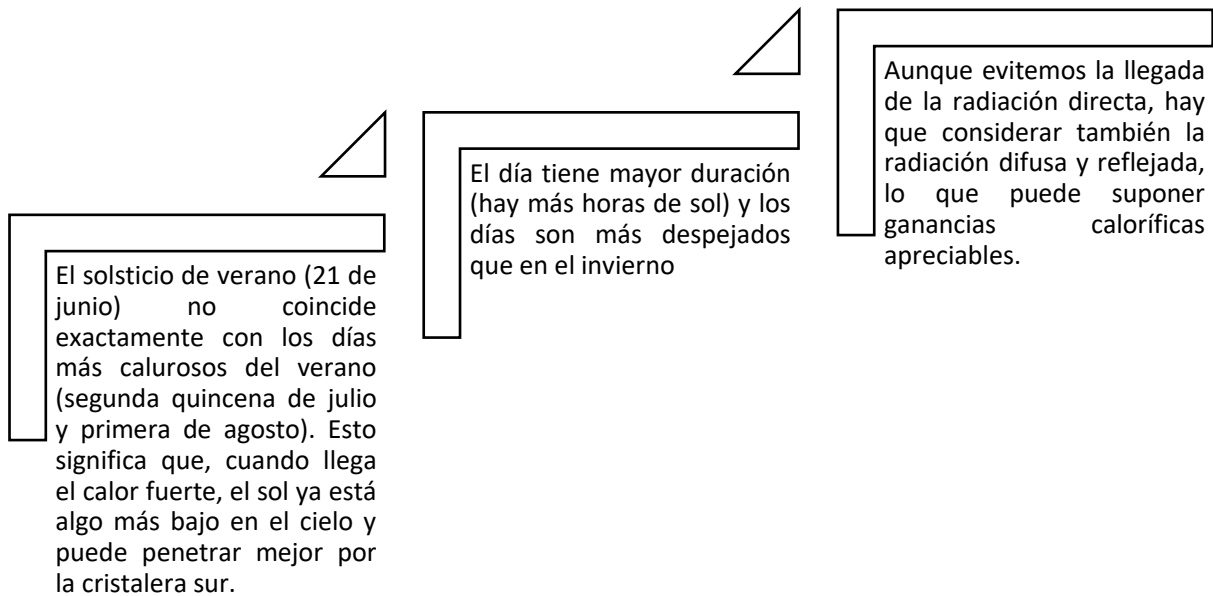 El solsticio de verano (21 de
junio) no coincide
exactamente con los días
más calurosos del verano
(segunda quincena de julio
y primera de agosto). Esto
significa que, cuando llega
el calor fuerte, el sol ya está
algo más bajo en el cielo y
puede penetrar mejor por
la cristalera sur.
El día tiene mayor duración
(hay más horas de sol) y los
días son más despejados
que en el invierno
Aunque evitemos la llegada
de la radiación directa, hay
que considerar también la
radiación difusa y reflejada,
lo que puede suponer
ganancias caloríficas
apreciables.